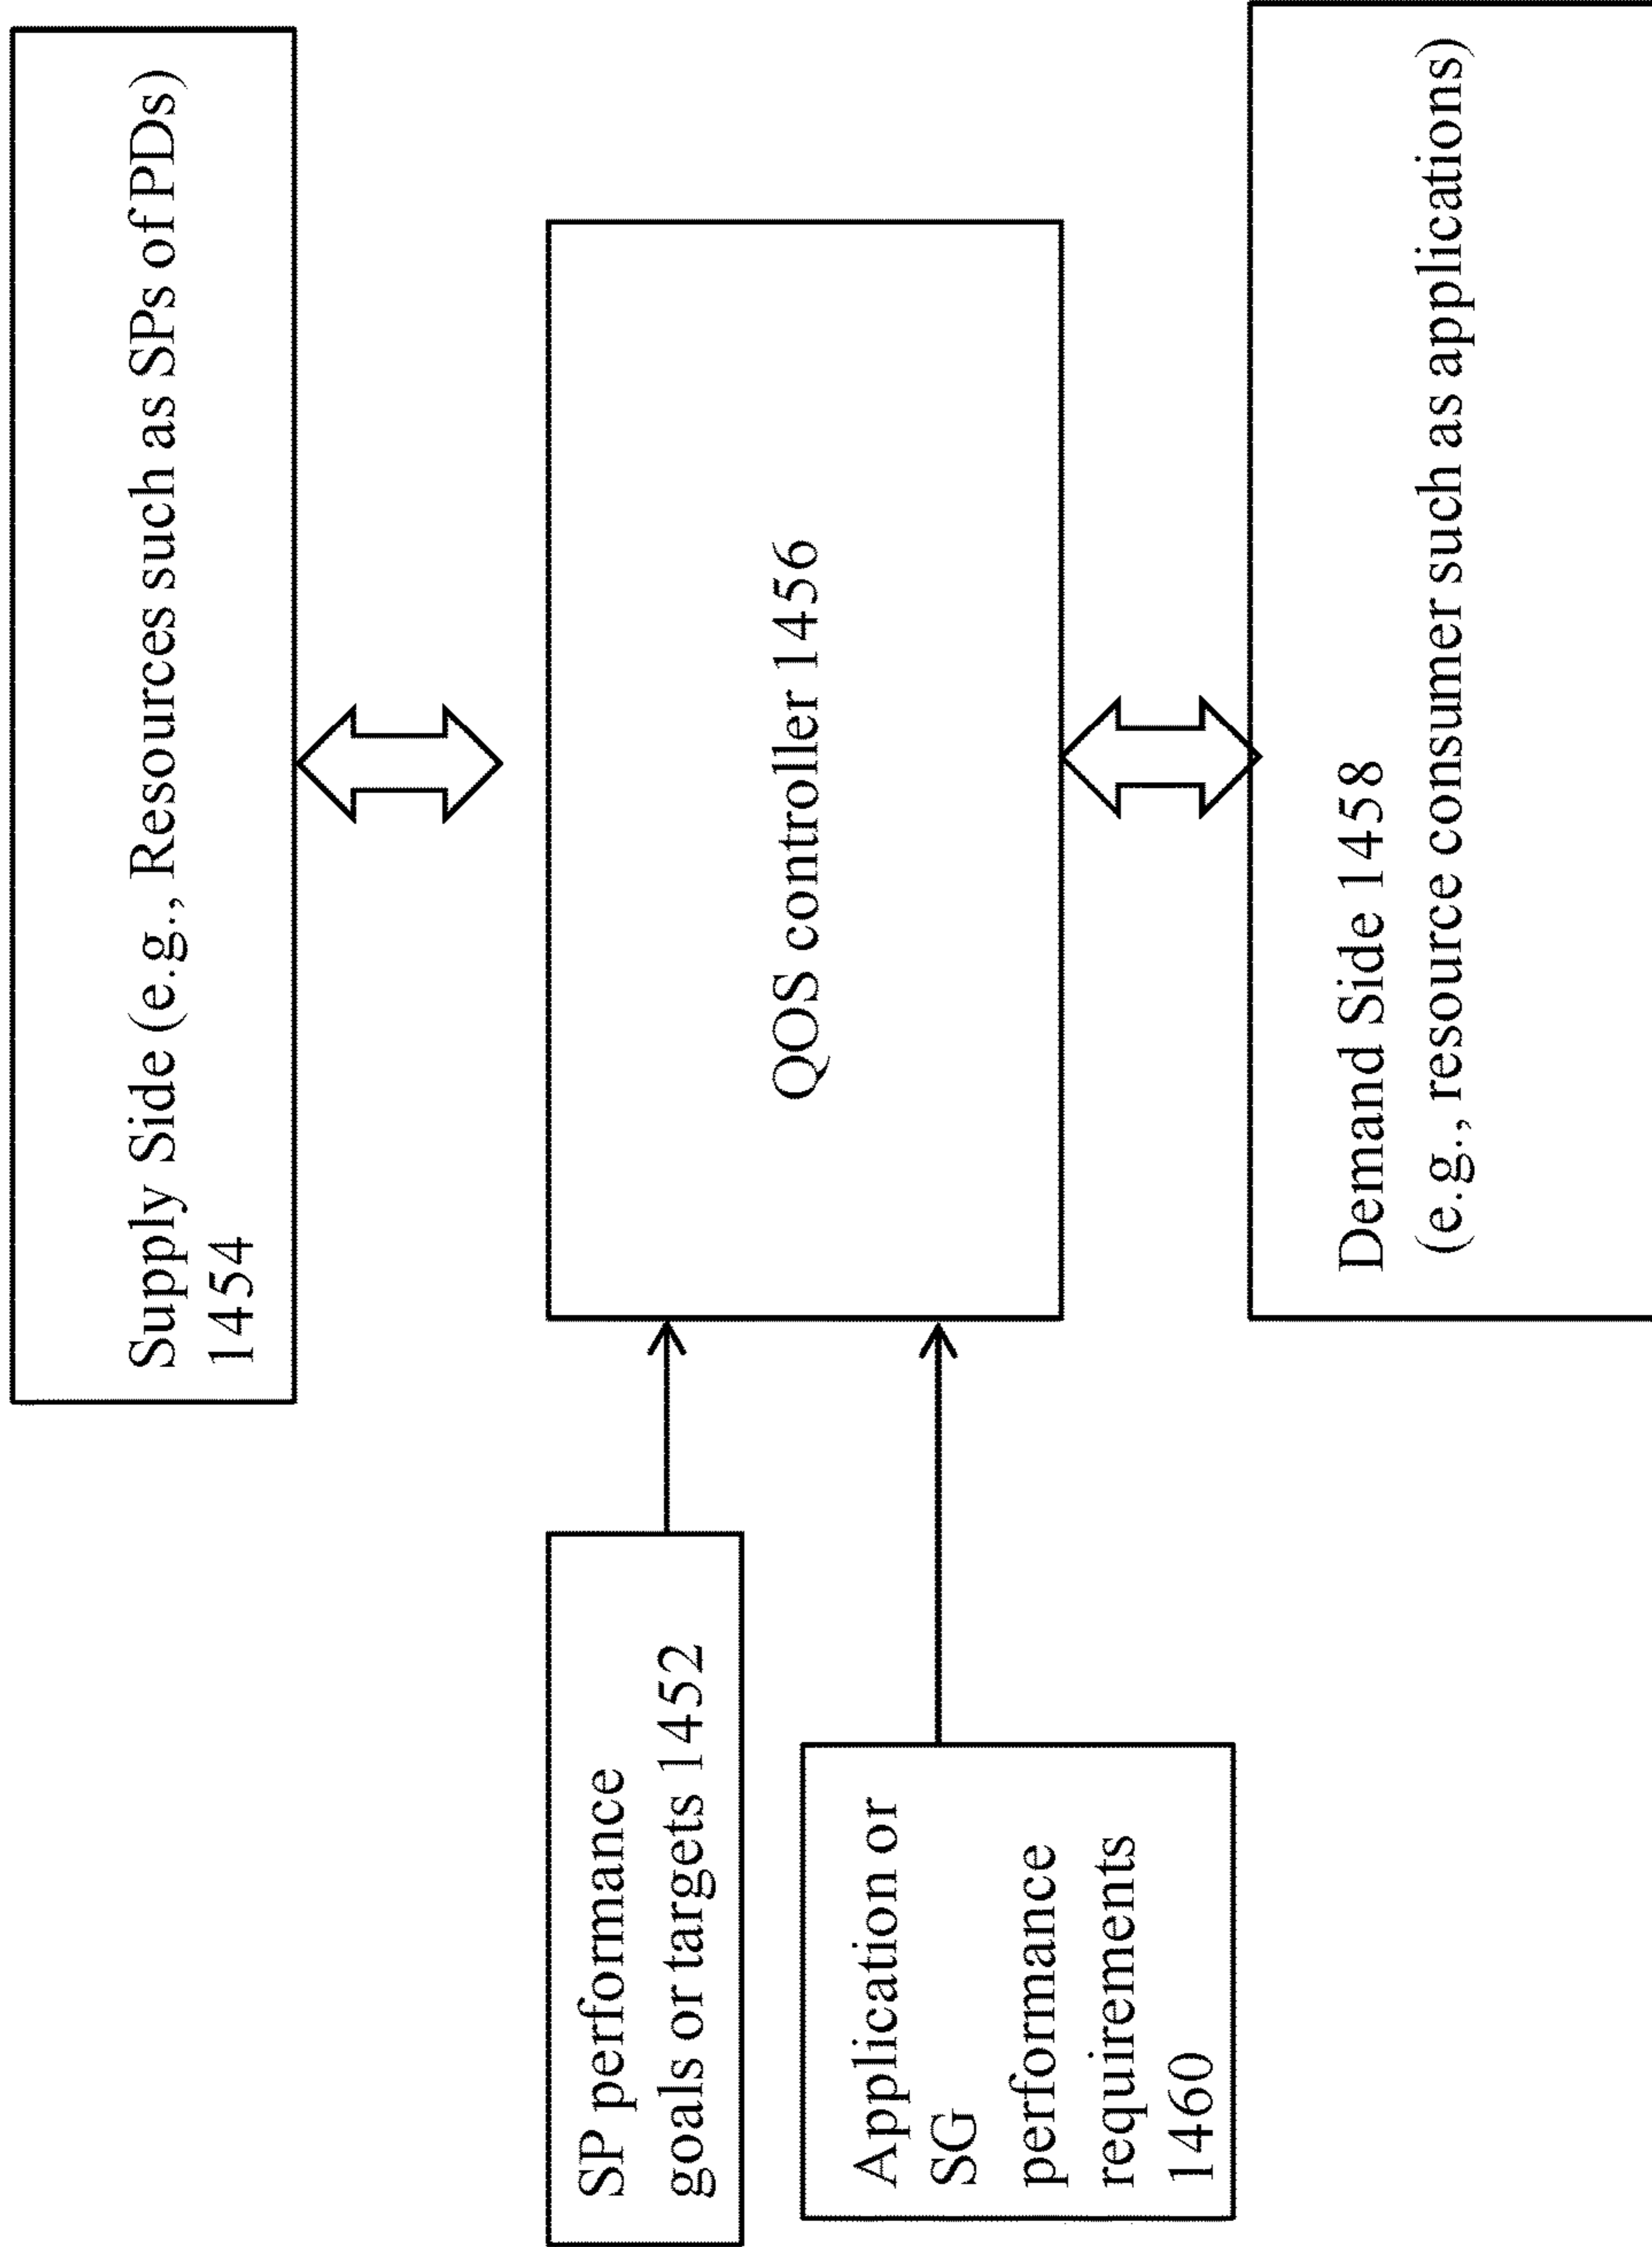 Supply Side (e.g., Resources such as SPs of PDs)
1454
SP performance
goals or targets 1452
QOS controller 1456
Application or
SG
performance
requirements
1460
Demand Side 1458
(e.g., resource consumer such as applications)